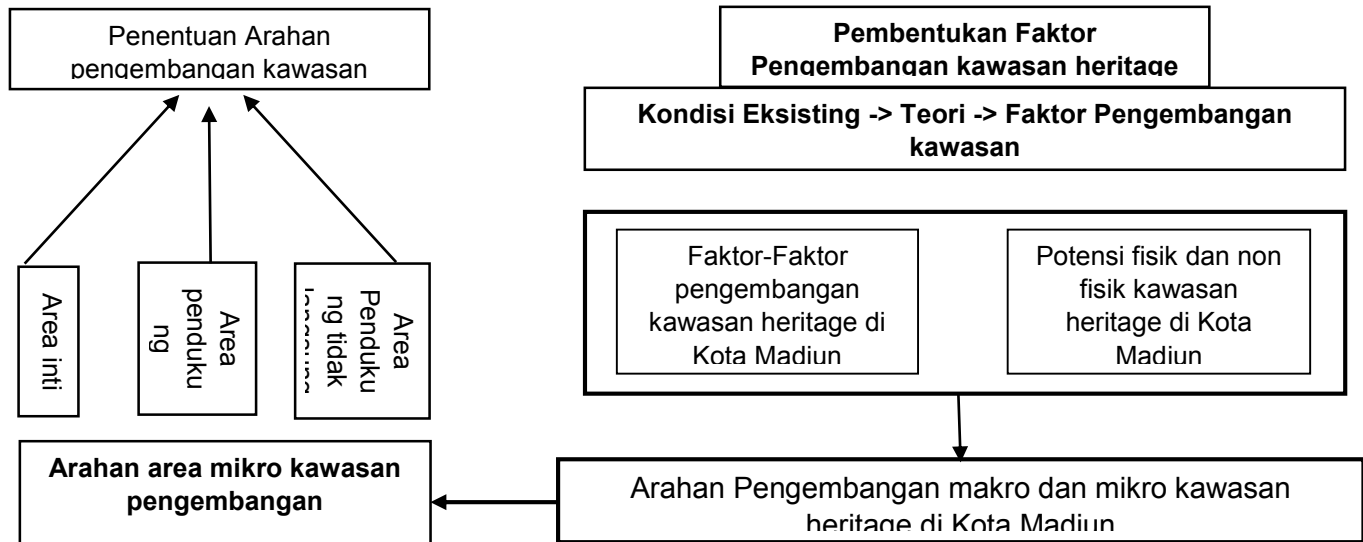 Penentuan Arahan
pengembangan kawasan
Pembentukan Faktor
Pengembangan kawasan heritage
Kondisi Eksisting -> Teori -> Faktor Pengembangan
kawasan
Faktor-Faktor
pengembangan
kawasan heritage di
Kota Madiun
Potensi fisik dan non
fisik kawasan
heritage di Kota
Madiun
Area inti
Area
penduku
ng
Area
Penduku
ng tidak
langsung
Arahan area mikro kawasan
pengembangan
Arahan Pengembangan makro dan mikro kawasan
heritage di Kota Madiun